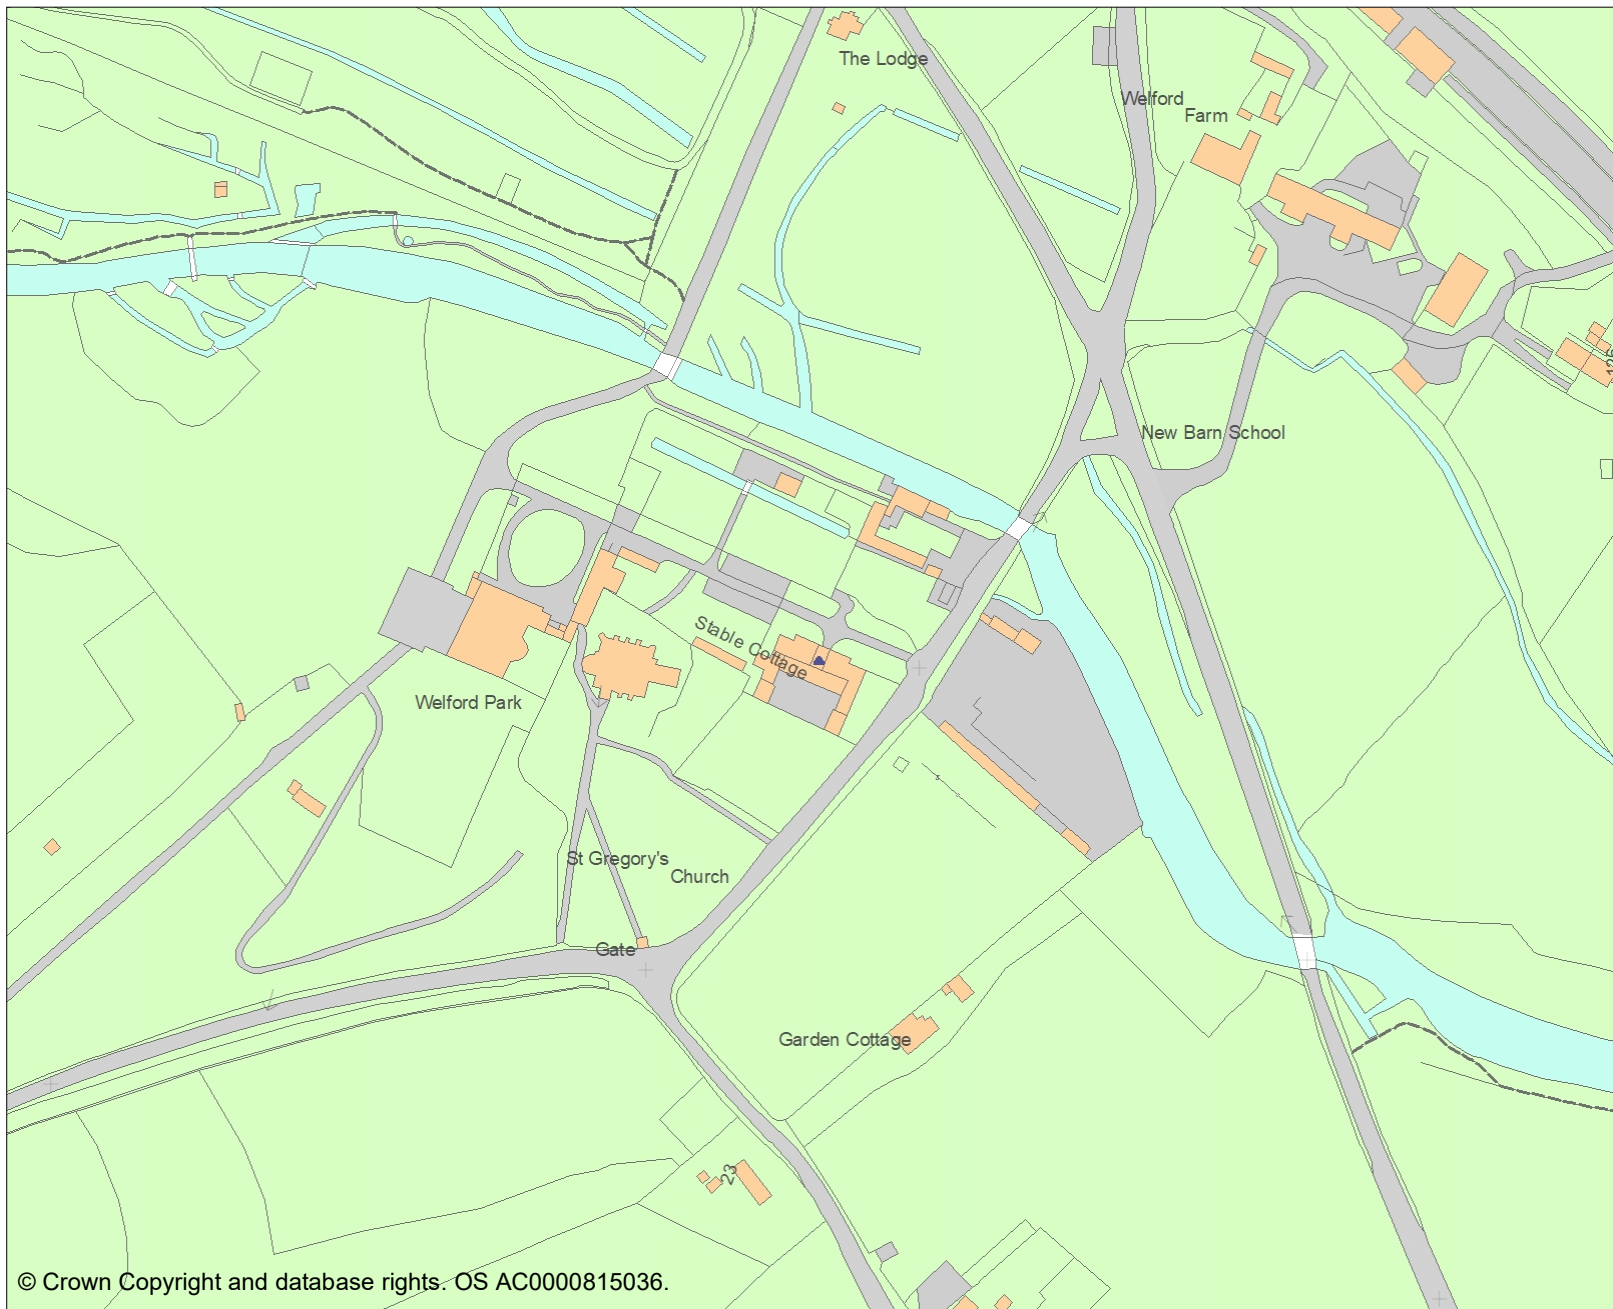 The Lodge
Welford
Farm
New Barn School
126
Stable Cottage
Welford Park
St Gregory's
Church
Gate
Garden Cottage
23
© Crown Copyright and database rights. OS AC0000815036.